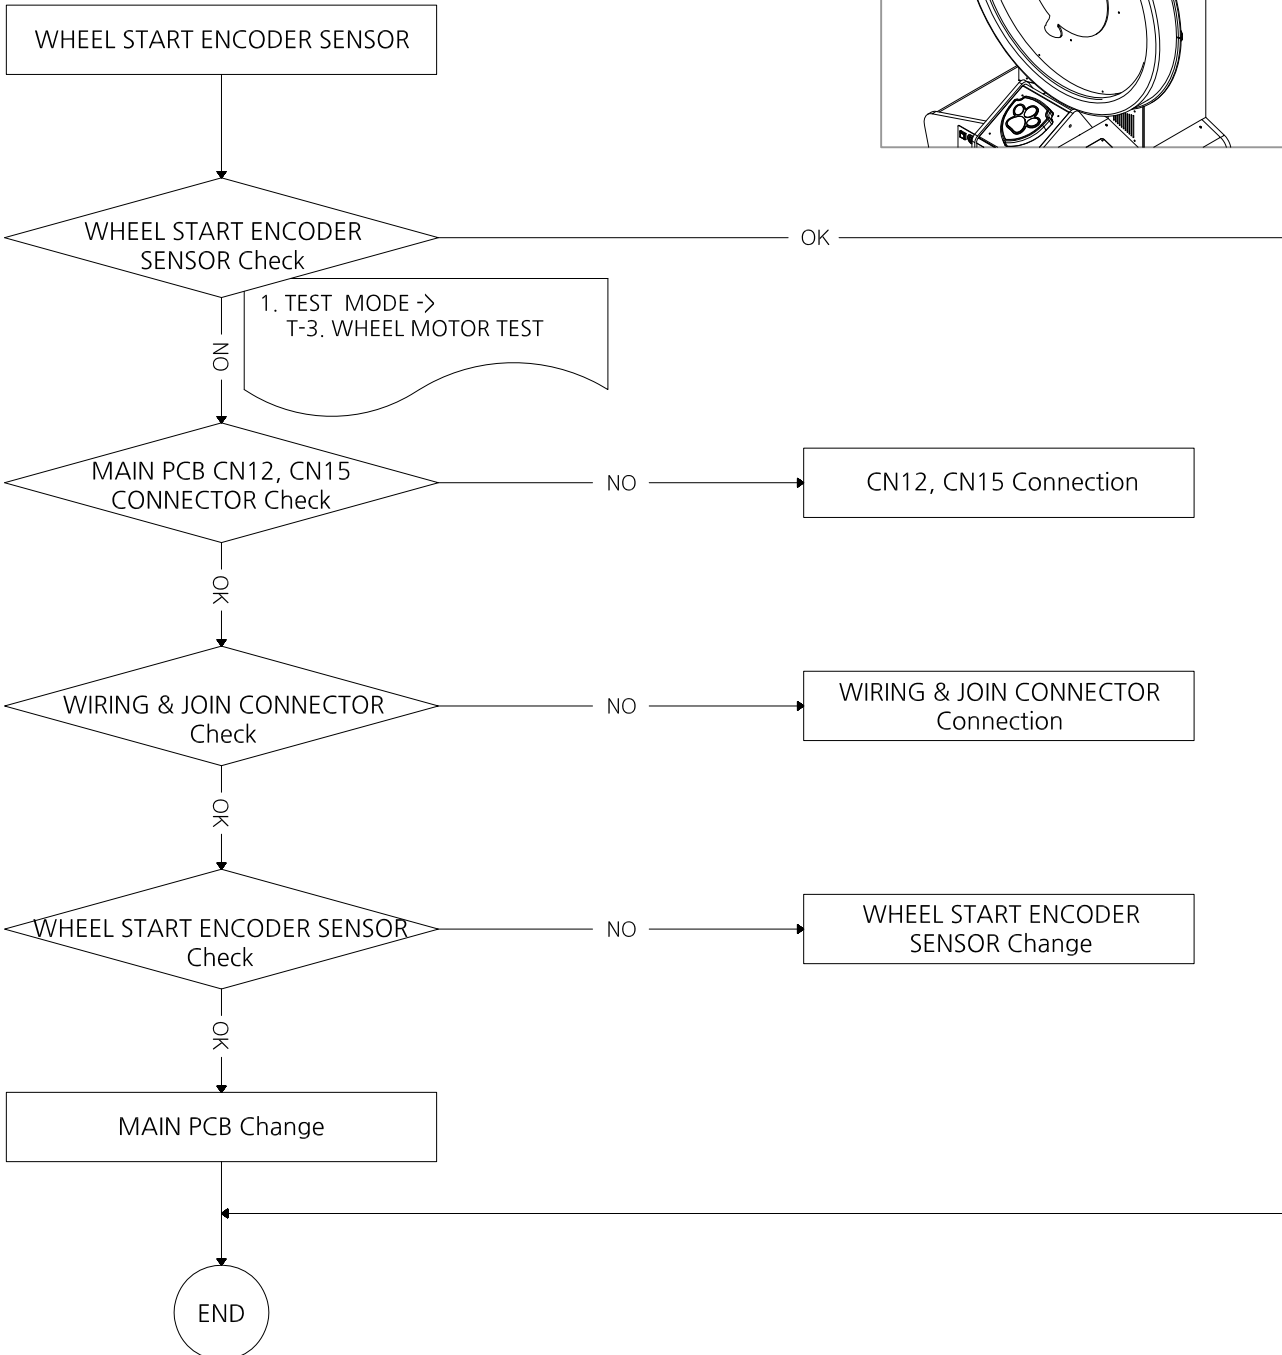 WHEEL START ENCODER SENSOR
WHEEL START ENCODER
SENSOR Check
OK
1. TEST MODE ->
T-3. WHEEL MOTOR TEST
NO
MAIN PCB CN12, CN15
CONNECTOR Check
NO
CN12, CN15 Connection
OK
WIRING & JOIN CONNECTOR
Check
NO
WIRING & JOIN CONNECTOR
Connection
OK
WHEEL START ENCODER SENSOR
Check
NO
WHEEL START ENCODER
SENSOR Change
OK
MAIN PCB Change
END